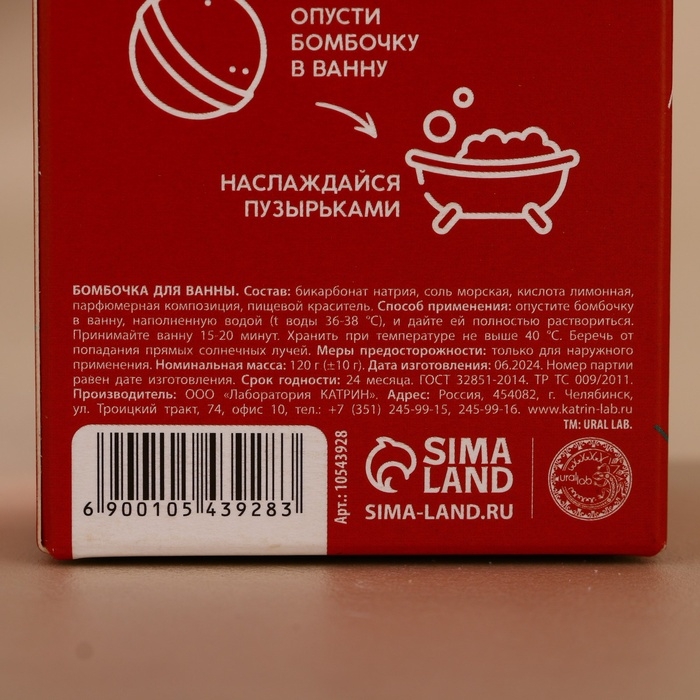 ОПУСТИ
БОМБОЧКУ
В ВАННУ
НАСЛАЖДАЙСЯ
ПУЗЫРЬКАМИ
БОМБОЧКА ДЛЯ ВАННЫ. Состав: бикарбонат натрия, соль морская, кислота лимонная,
парфюмерная композиция, пищевой краситель. Способ применения: опустите бомбочку
в ванну, наполненную водой (t воды 36-38 °C), и дайте ей полностью раствориться.
Принимайте ванну 15-20 минут. Хранить при температуре не выше 40 °C. Беречь от
попадания прямых солнечных лучей. Меры предосторожности: только для наружного
применения. Номинальная масса: 120 г (±10 г). Дата изготовления: 06.2024. Номер партии
равен дате изготовления. Срок годности: 24 месяца. ГОСТ 32851-2014. ТР ТС 009/2011.
Производитель: ООО «Лаборатория КАТРИН». Адрес: Россия, 454082, г. Челябинск,
ул. Троицкий тракт, 74, офис 10, тел.: +7 (351) 245-99-15, 245-99-16. www.katrin-lab.ru
ТМ: URAL LAB.
6 900105 439283
Арт.: 10543928
SIMA
LAND
SIMA-LAND.RU
ural lab